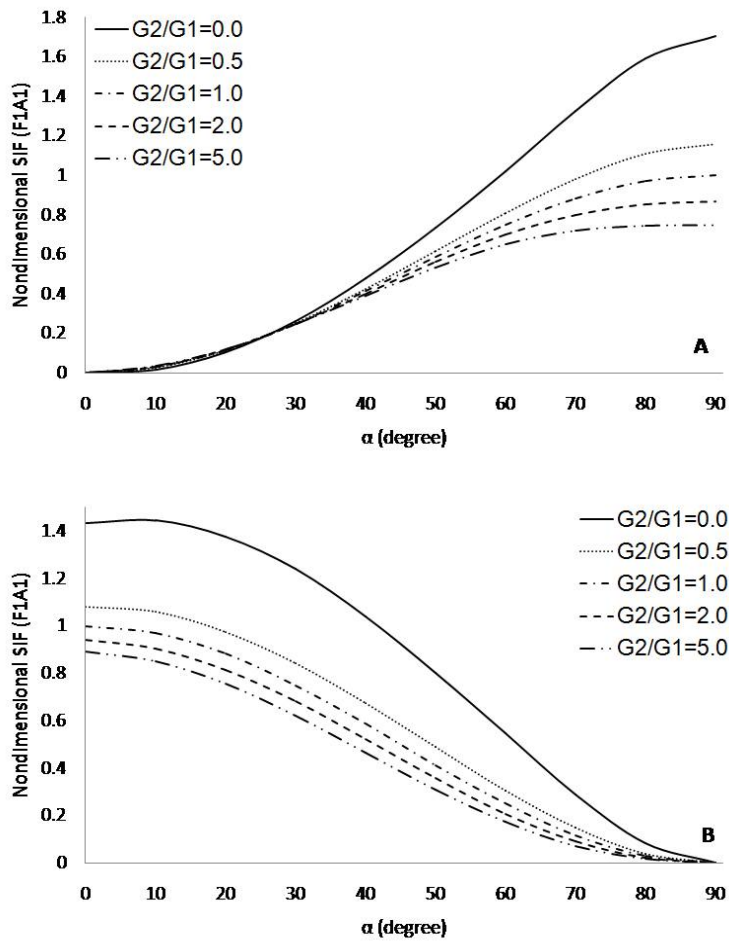 Nondimensional SIF (F1A1)
1.8
1.6
1.4
1.2
1
0.8
0.6
0.4
0.2
0
G2/G1=0.0
G2/G1=0.5
G2/G1=1.0
G2/G1=2.0
G2/G1=5.0
A
0 10 20 30 40 50 60 70 80 90
α (degree)
Nondimensional SIF (F1A1)
1.4
1.2
1
0.8
0.6
0.4
0.2
0
G2/G1=0.0
G2/G1=0.5
G2/G1=1.0
G2/G1=2.0
G2/G1=5.0
B
0 10 20 30 40 50 60 70 80 90
α (degree)